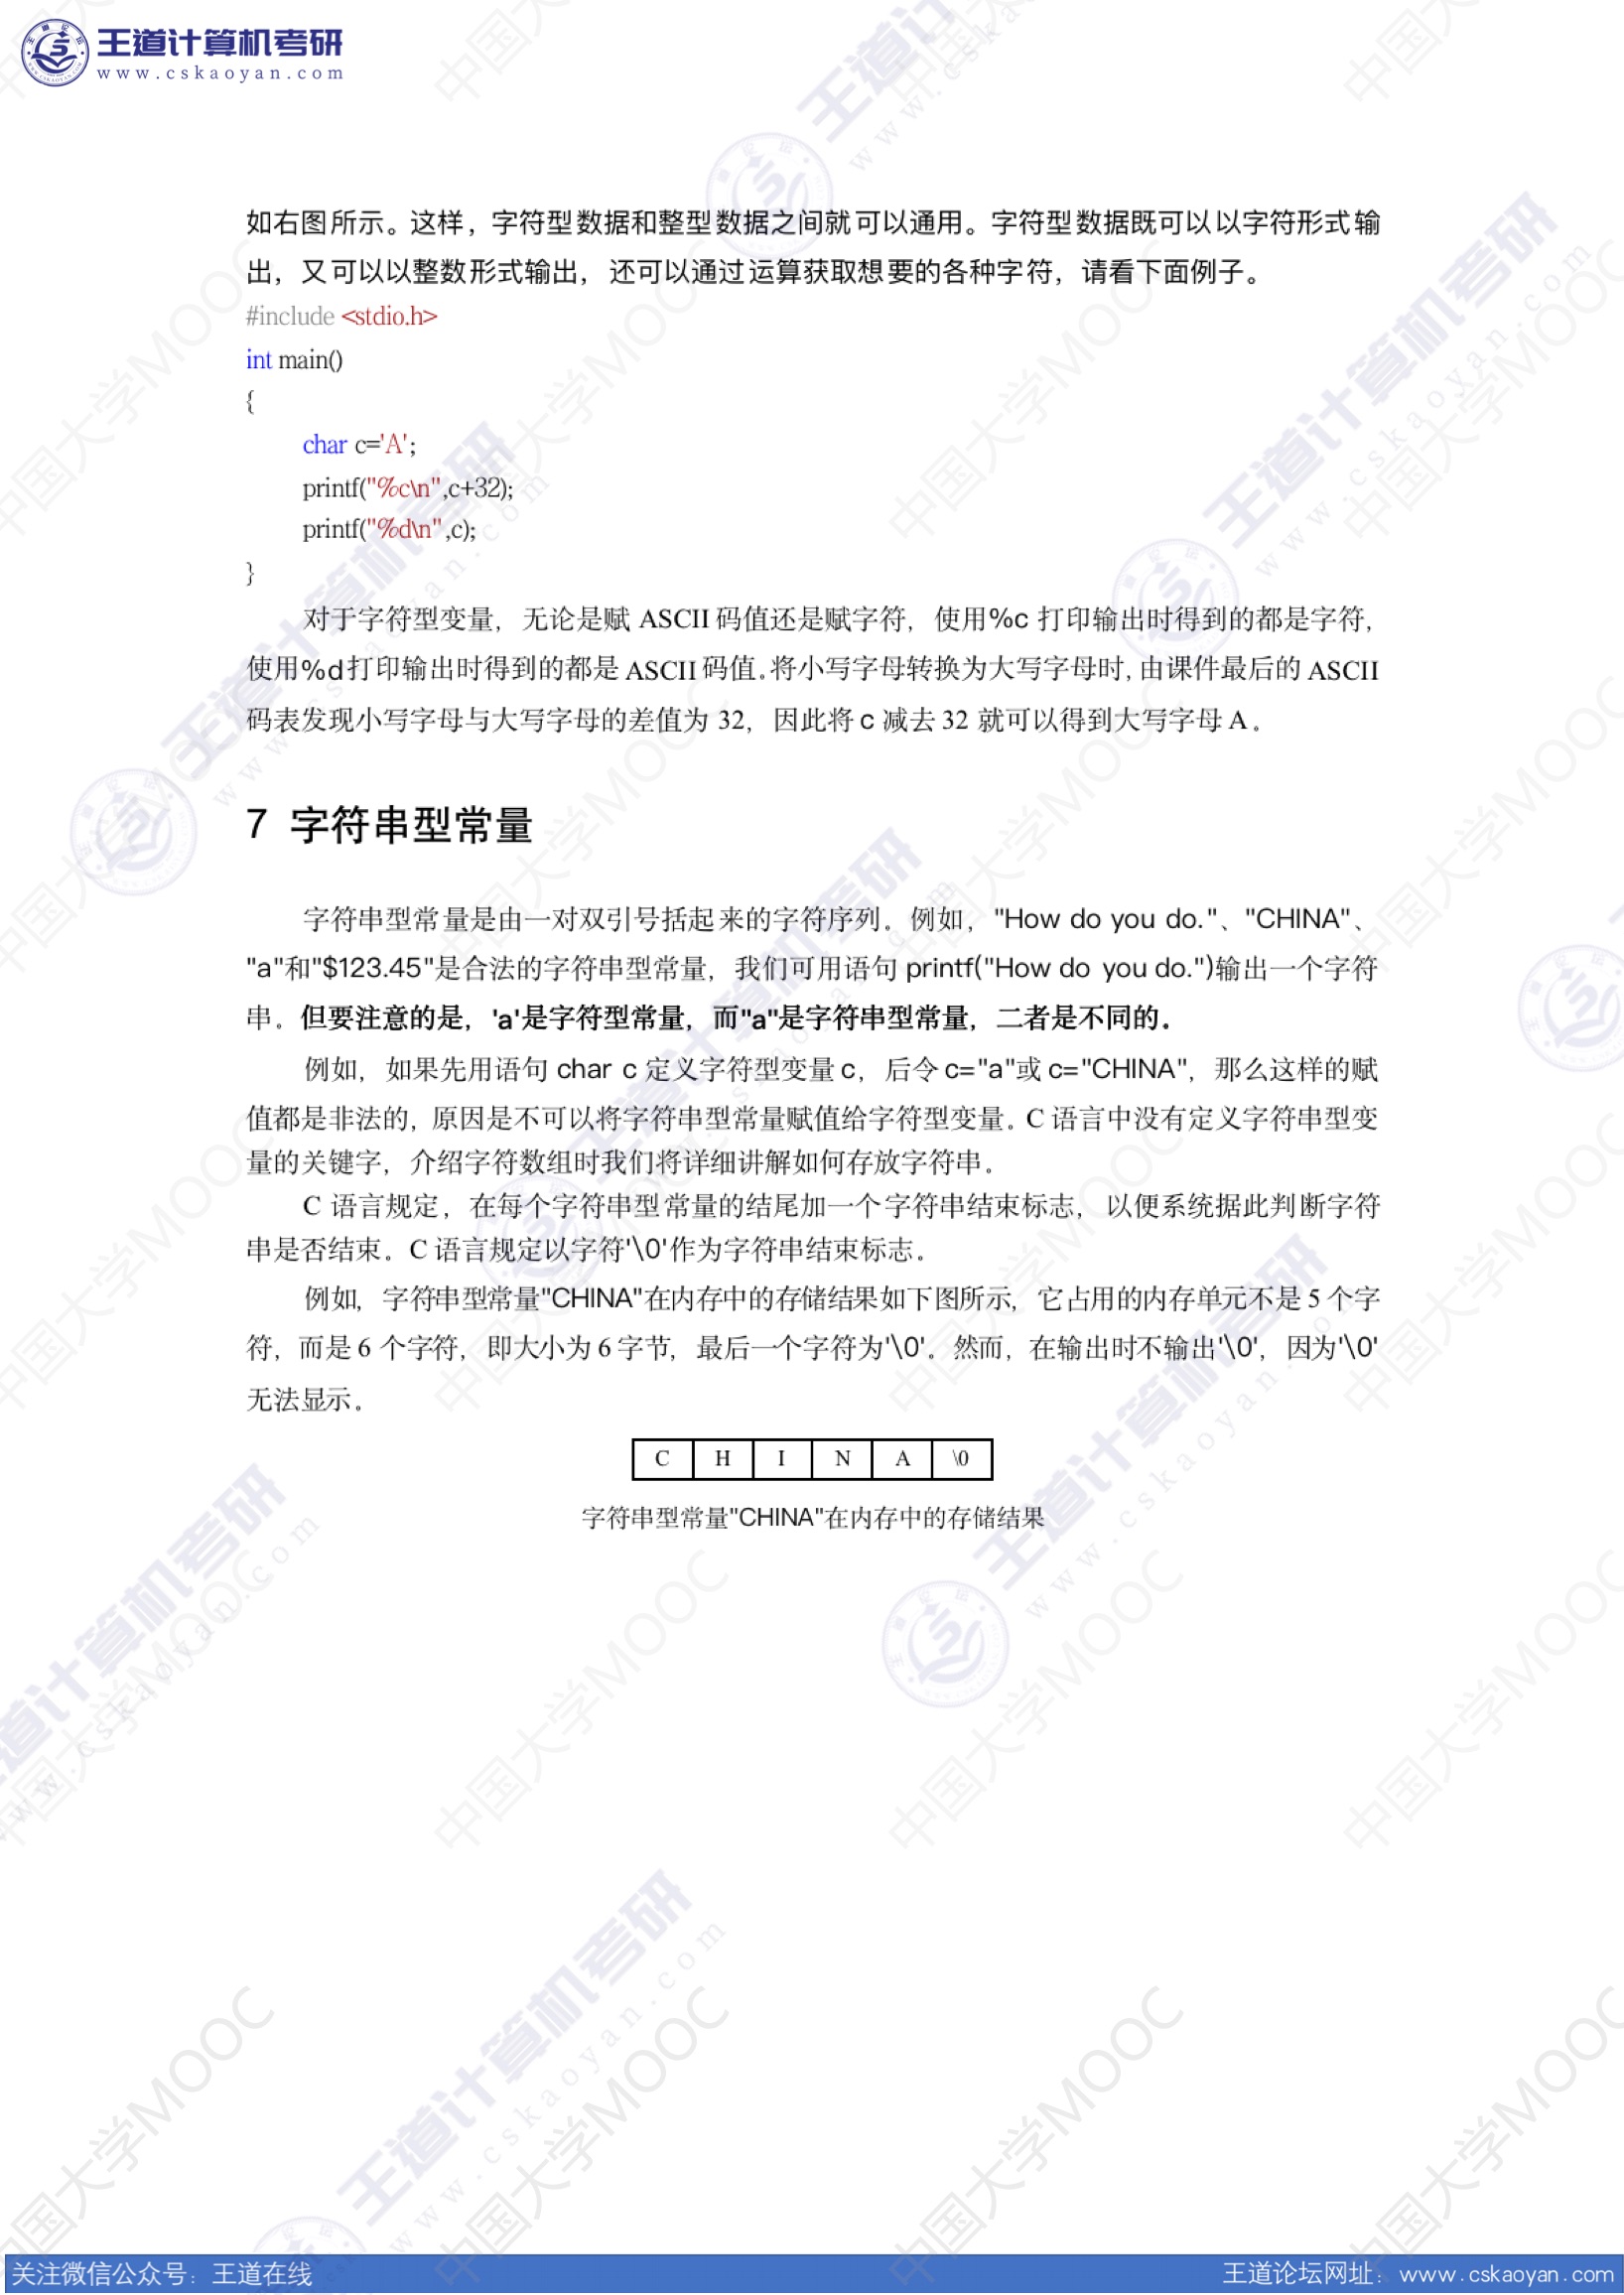 王道计算机考研
www.cskaoyan.com
如右图所示。这样，字符型数据和整型数据之间就可以通用。字符型数据既可以以字符形式输
出，又可以以整数形式输出，还可以通过运算获取想要的各种字符，请看下面例子。
#include <stdio.h>
int main()
{
char c='A';
printf("%c\n",c+32);
printf("%d\n",c);
}
对于字符型变量，无论是赋 ASCII 码值还是赋字符，使用%c 打印输出时得到的都是字符，
使用%d打印输出时得到的都是 ASCII 码值。将小写字母转换为大写字母时,由课件最后的 ASCII
码表发现小写字母与大写字母的差值为 32，因此将 c 减去 32 就可以得到大写字母 A。
7 字符串型常量
字符串型常量是由一对双引号括起来的字符序列。例如，"How do you do."、"CHINA"、
"a"和"$123.45"是合法的字符串型常量，我们可用语句 printf("How do you do.")输出一个字符
串。但要注意的是，'a'是字符型常量，而"a"是字符串型常量，二者是不同的。
例如，如果先用语句 char c 定义字符型变量 c，后令 c="a"或 c="CHINA"，那么这样的赋
值都是非法的，原因是不可以将字符串型常量赋值给字符型变量。C 语言中没有定义字符串型变
量的关键字，介绍字符数组时我们将详细讲解如何存放字符串。
C 语言规定，在每个字符串型常量的结尾加一个字符串结束标志，以便系统据此判断字符
串是否结束。C 语言规定以字符'\0'作为字符串结束标志。
例如，字符串型常量"CHINA"在内存中的存储结果如下图所示，它占用的内存单元不是 5 个字
符，而是 6 个字符，即大小为 6 字节，最后一个字符为'\0'。然而，在输出时不输出'\0'，因为'\0'
无法显示。
C H I N A \0
字符串型常量"CHINA"在内存中的存储结果
关注微信公众号：王道在线
王道论坛网址：www.cskaoyan.com